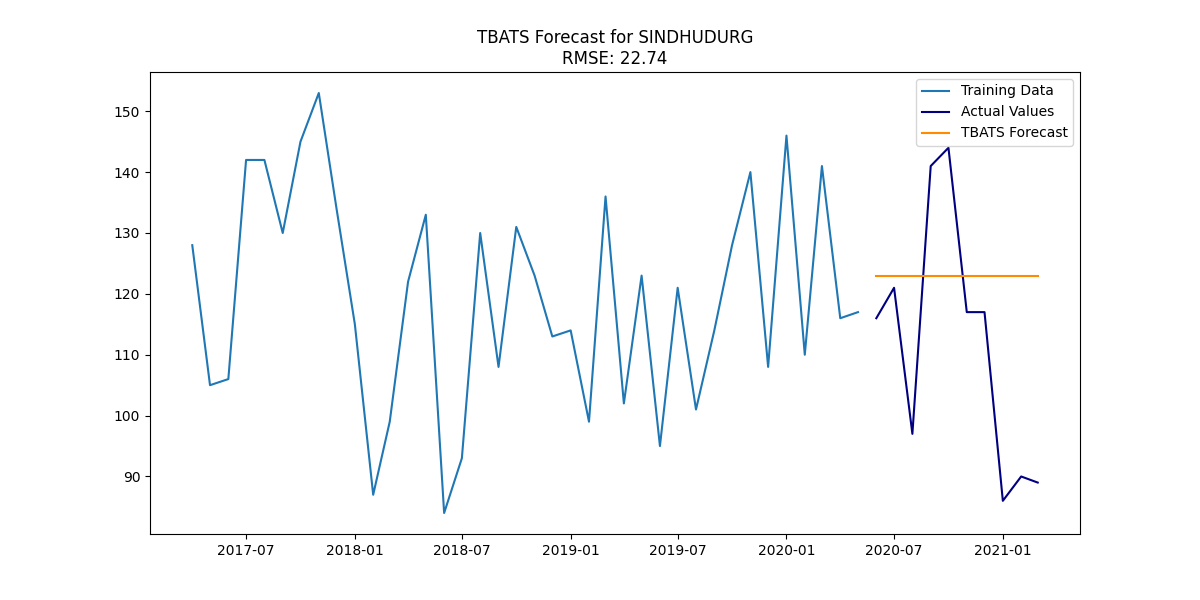 TBATS Forecast for SINDHUDURG
RMSE: 22.74
Training Data
Actual Values
TBATS Forecast
150
140
130
120
110
100
90
2017-07 2018-01 2018-07 2019-01 2019-07 2020-01 2020-07 2021-01